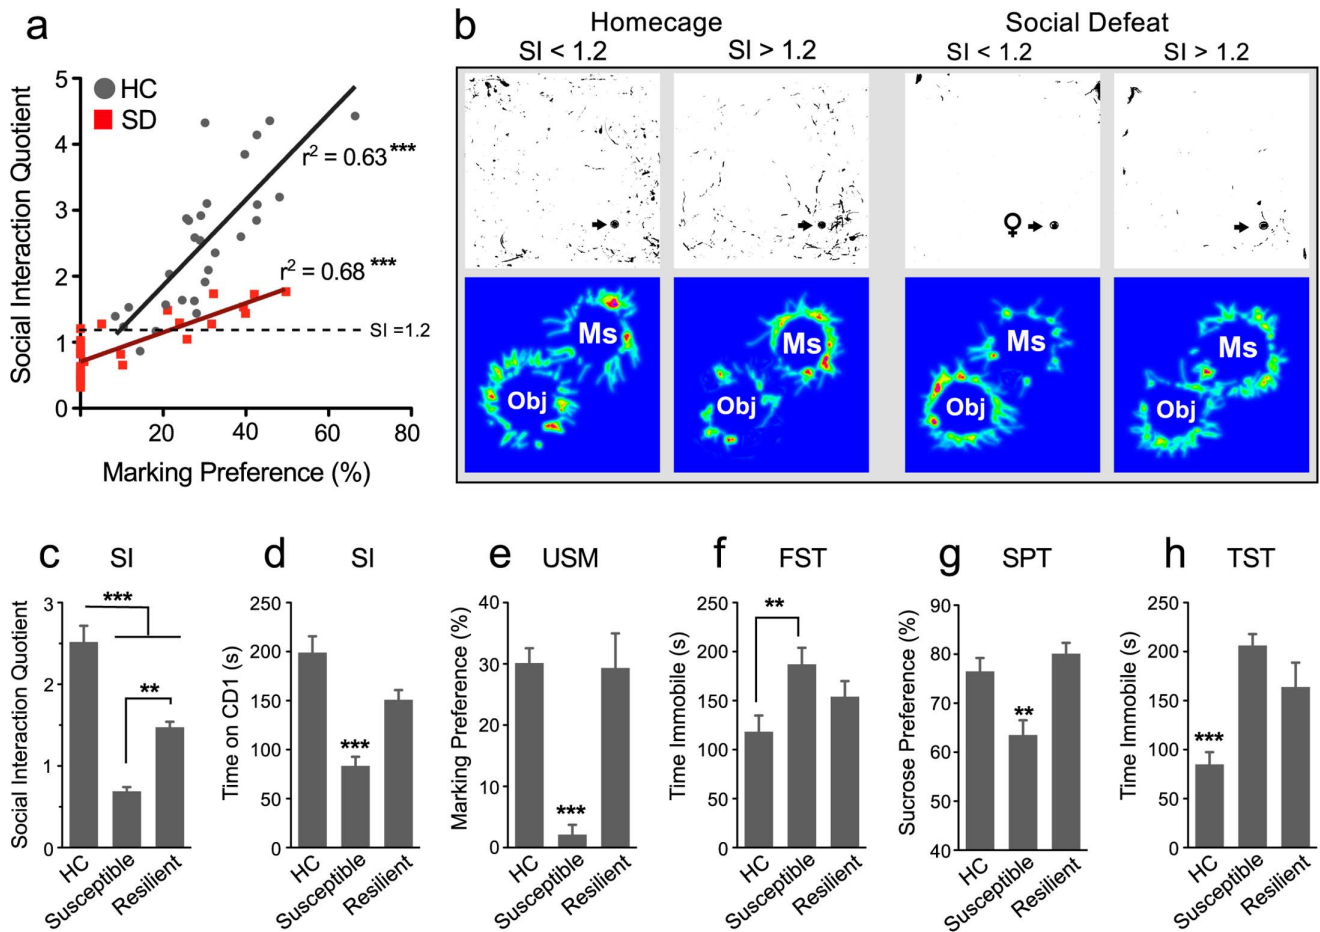 a
Social Interaction Quotient
5
4
3
2
1
0
HC
SD
r² = 0.63 ***
r² = 0.68 ***
SI =1.2
20
40
60
80
Marking Preference (%)
b
Homecage
Social Defeat
SI < 1.2
SI > 1.2
SI < 1.2
SI > 1.2
♀
Ms
Obj
Ms
Obj
Ms
Obj
Ms
Obj
c
SI
Social Interaction Quotient
3
2
1
0
***
**
HC
Susceptible
Resilient
d
SI
Time on CD1 (s)
250
200
150
100
50
0
***
HC
Susceptible
Resilient
e
USM
Marking Preference (%)
40
30
20
10
0
***
HC
Susceptible
Resilient
f
FST
Time Immobile (s)
250
200
150
100
50
0
**
HC
Susceptible
Resilient
g
SPT
Sucrose Preference (%)
90
80
70
60
50
40
**
HC
Susceptible
Resilient
h
TST
Time Immobile (s)
250
200
150
100
50
0
***
HC
Susceptible
Resilient